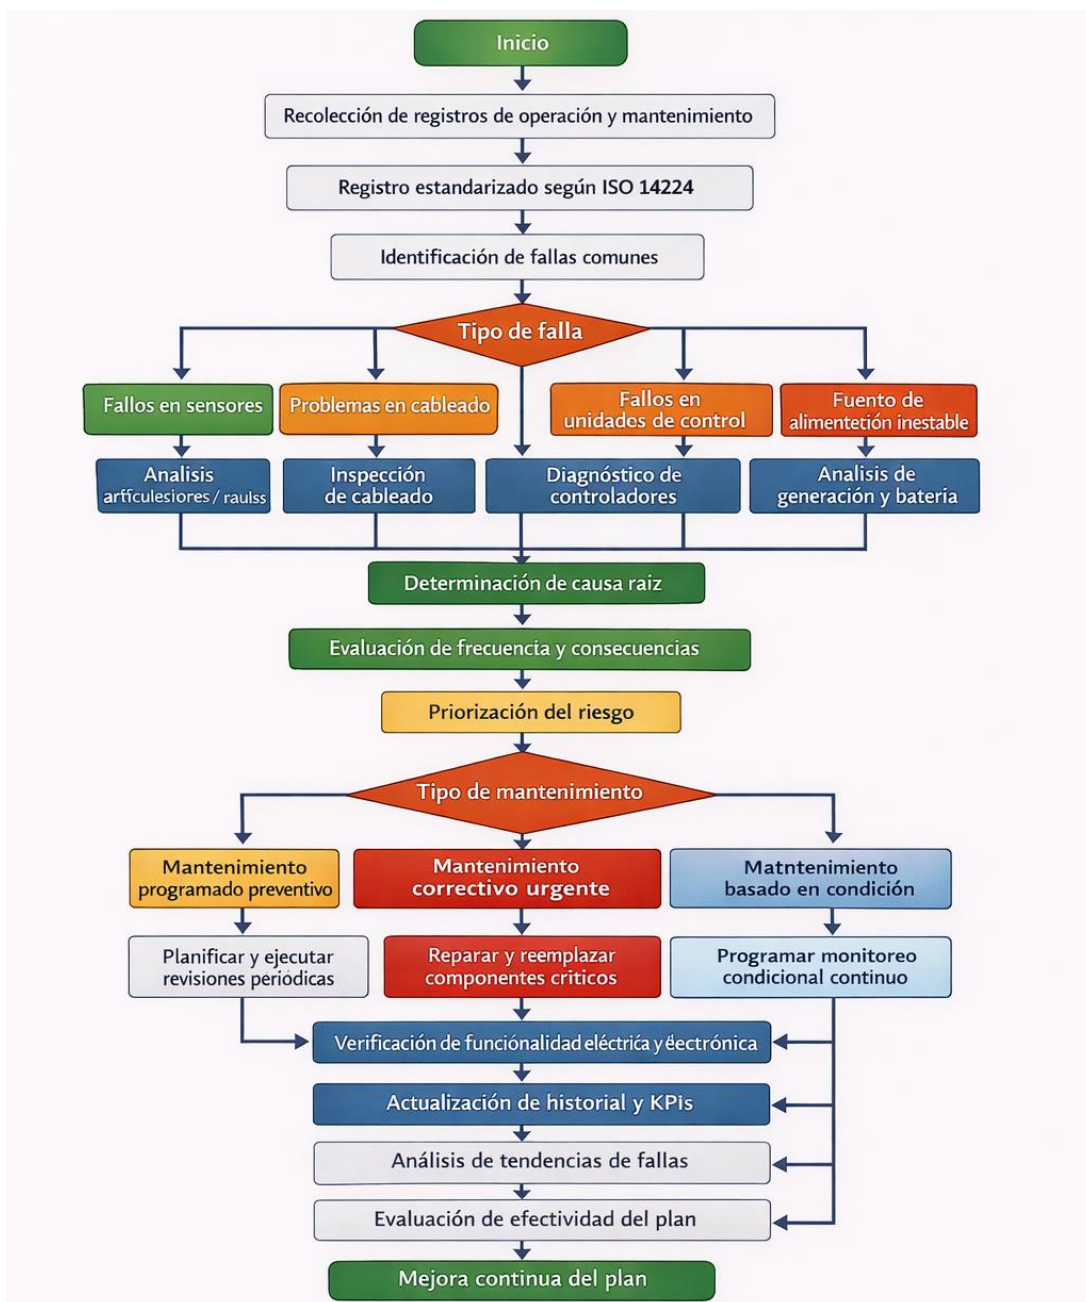 Inicio
Recolección de registros de operación y mantenimiento
Registro estandarizado según ISO 14224
Identificación de fallas comunes
Tipo de falla
Fallos en sensores
Problemas en cableado
Fallos en
unidades de control
Fuento de
alimentetión inestable
Analisis
artfículesiores / raulss
Inspección
de cableado
Diagnóstico de
controladores
Analisis de
generación y bateria
Determinación de causa raiz
Evaluación de frecuencia y consecuencias
Priorización del riesgo
Tipo de mantenimiento
Mantenimiento
programado preventivo
Mantenimiento
correctivo urgente
Matntenimiento
basado en condición
Planificar y ejecutar
revisiones periódicas
Reparar y reemplazar
componentes criticos
Programar monitoreo
condicional continuo
Verificación de funcionalidad eléctrica y electrónica
Actualización de historial y KPIs
Análisis de tendencias de fallas
Evaluación de efectividad del plan
Mejora continua del plan